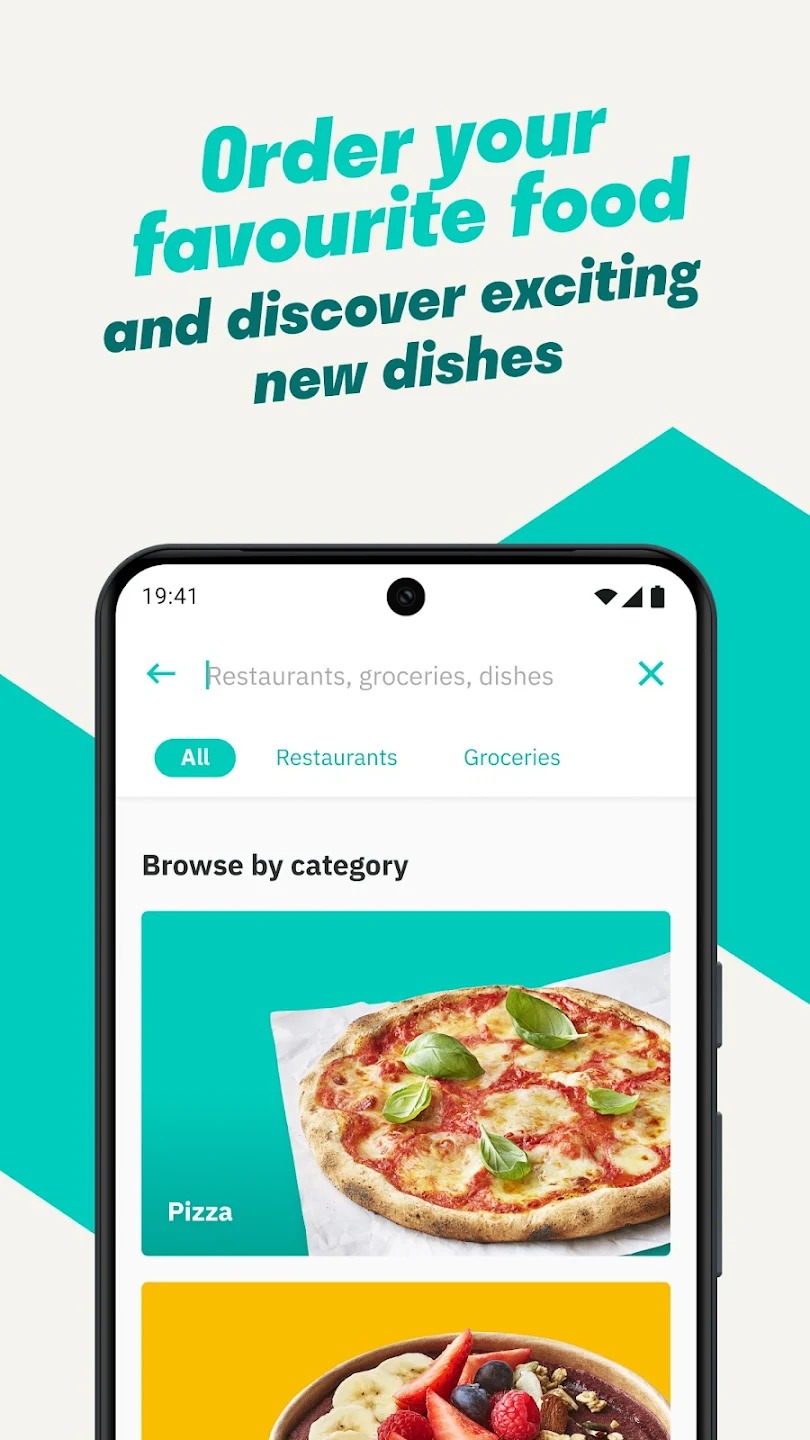 Order your
favourite food
and discover exciting
new dishes
19:41
Restaurants, groceries, dishes
All Restaurants Groceries
Browse by category
Pizza